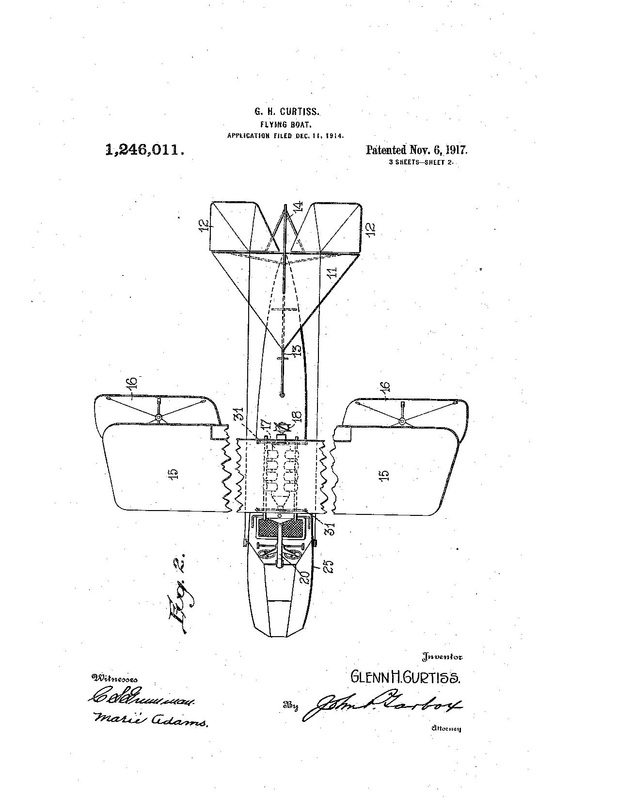 G. H. CURTISS.
FLYING BOAT.
APPLICATION FILED DEC. 11, 1914.
1,246,011.
Patented Nov. 6, 1917.
3 SHEETS—SHEET 2.
14
12
12
11
13
16
16
31
17
18
15
15
31
20
25
Fig. 2.
Inventor
GLENN H. CURTISS.
Witnesses
Marie Adams.
By John P. Tarbox
Attorney